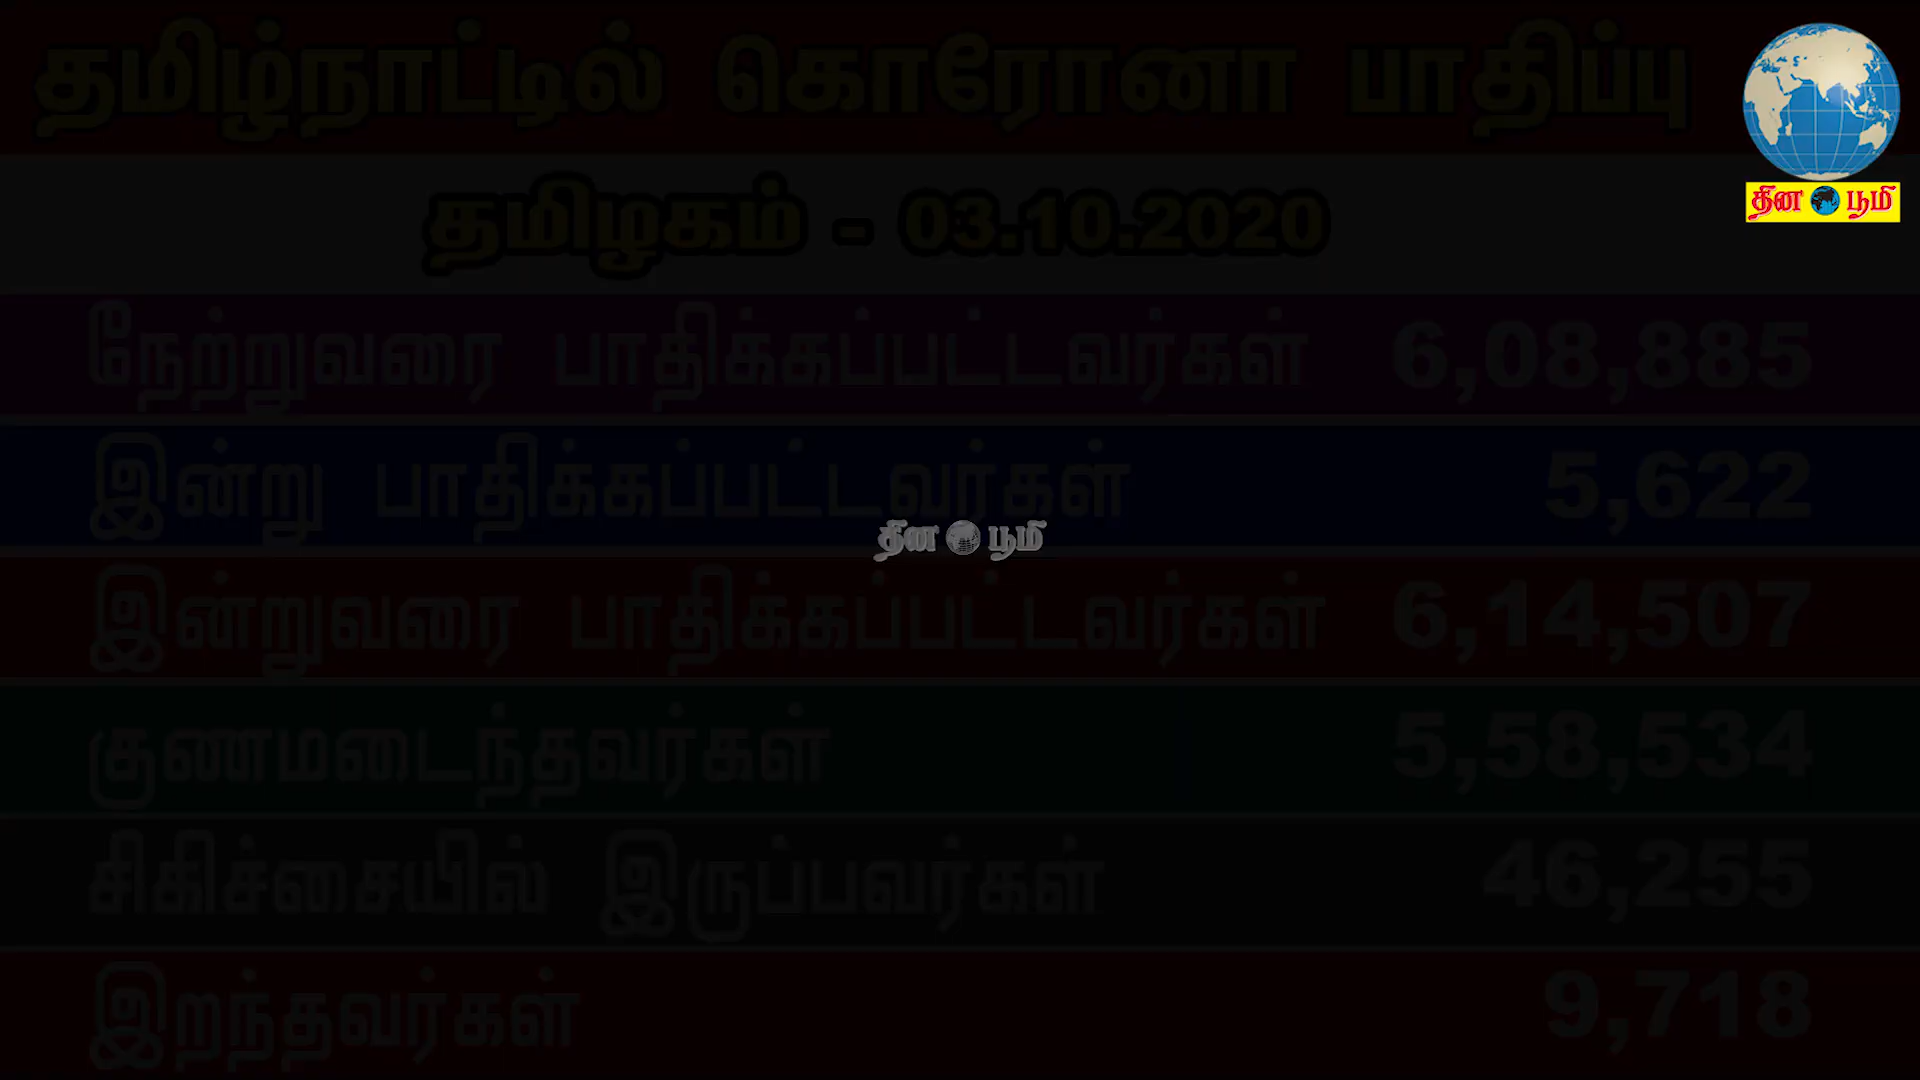 தமிழ்நாட்டில் கொரோனா பாதிப்பு
தினபூமி
தமிழகம் - 03.10.2020
நேற்றுவரை பாதிக்கப்பட்டவர்கள் 6,08,885
இன்று பாதிக்கப்பட்டவர்கள் 5,622
தினபூமி
இன்றுவரை பாதிக்கப்பட்டவர்கள் 6,14,507
குணமடைந்தவர்கள் 5,58,534
சிகிச்சையில் இருப்பவர்கள் 46,255
இறந்தவர்கள் 9,718